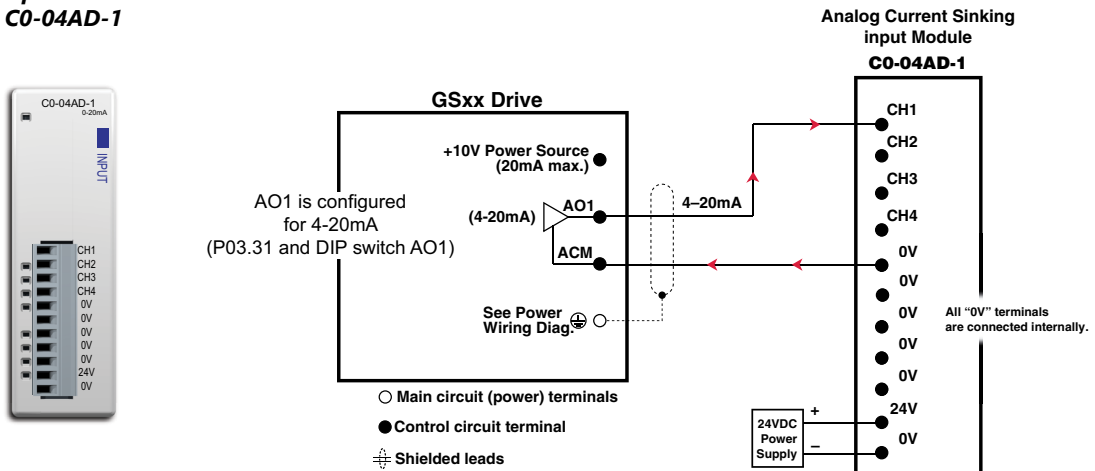 C0-04AD-1
C0-04AD-1
0-20mA
INPUT
CH1
CH2
CH3
CH4
0V
0V
0V
0V
0V
24V
0V
GSxx Drive
+10V Power Source
(20mA max.)
AO1 is configured
for 4-20mA
(P03.31 and DIP switch AO1)
(4-20mA)
AO1
ACM
See Power
Wiring Diag.
4–20mA
Main circuit (power) terminals
Control circuit terminal
Shielded leads
Analog Current Sinking
input Module
C0-04AD-1
CH1
CH2
CH3
CH4
0V
0V
0V
0V
0V
24V
0V
All “0V” terminals
are connected internally.
24VDC
Power
Supply
+
–